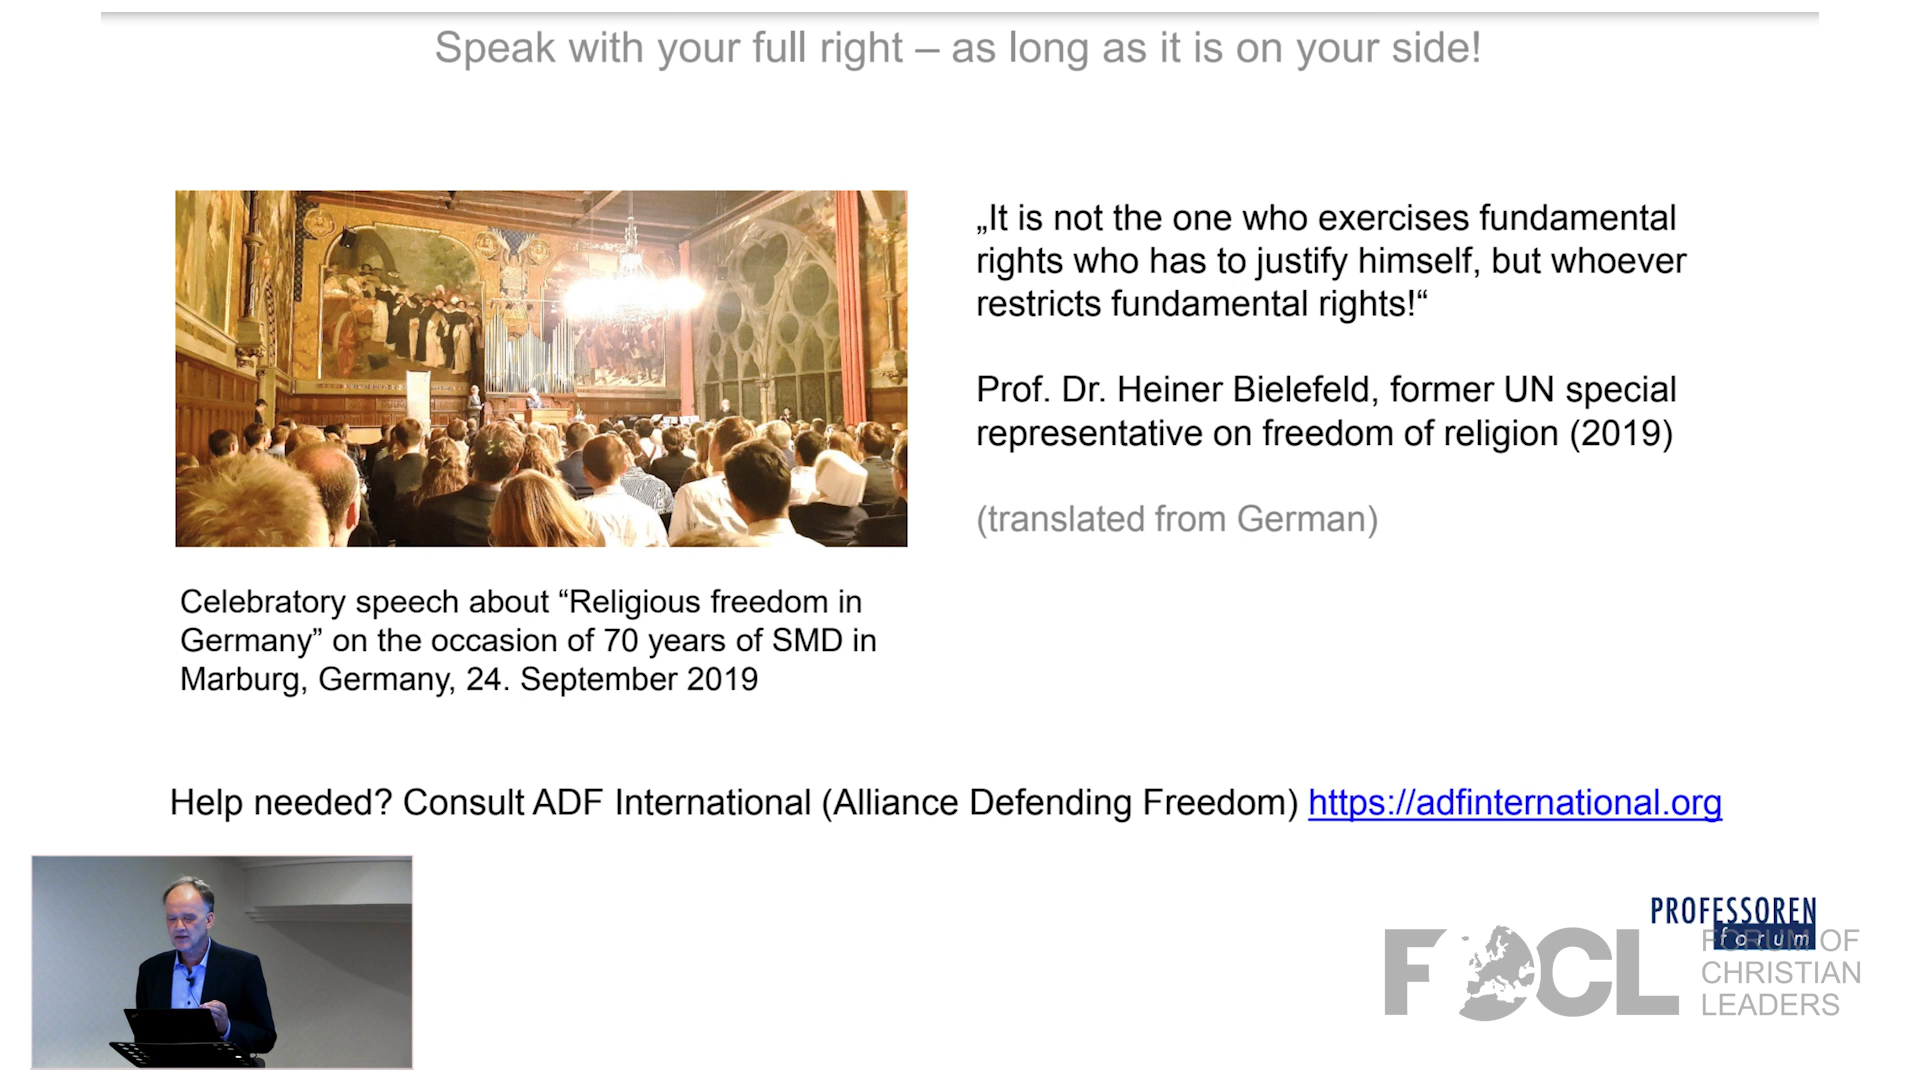 Speak with your full right – as long as it is on your side!
„It is not the one who exercises fundamental
rights who has to justify himself, but whoever
restricts fundamental rights!“
Prof. Dr. Heiner Bielefeld, former UN special
representative on freedom of religion (2019)
(translated from German)
Celebratory speech about “Religious freedom in
Germany” on the occasion of 70 years of SMD in
Marburg, Germany, 24. September 2019
Help needed? Consult ADF International (Alliance Defending Freedom) https://adfinternational.org
PROFESSOREN
forum
FOCL
FORUM OF
CHRISTIAN
LEADERS